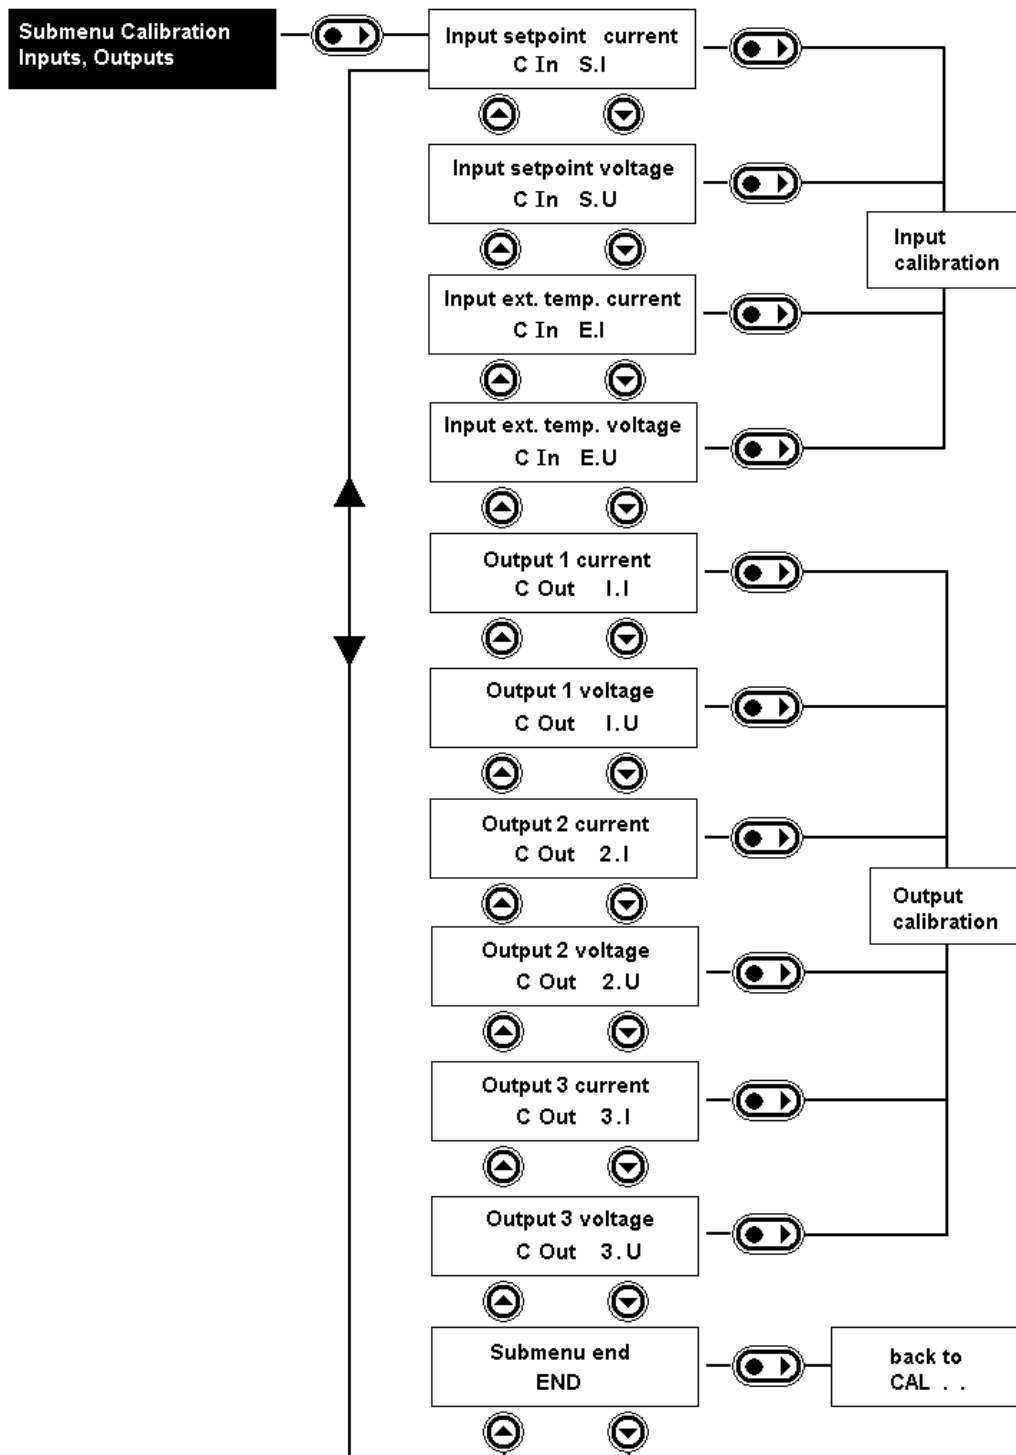 Submenu Calibration
Inputs, Outputs
Input setpoint current
C In S.I
Input setpoint voltage
C In S.U
Input
calibration
Input ext. temp. current
C In E.I
Input ext. temp. voltage
C In E.U
Output 1 current
C Out I.I
Output 1 voltage
C Out I.U
Output 2 current
C Out 2.I
Output
calibration
Output 2 voltage
C Out 2.U
Output 3 current
C Out 3.I
Output 3 voltage
C Out 3.U
Submenu end
END
back to
CAL . .